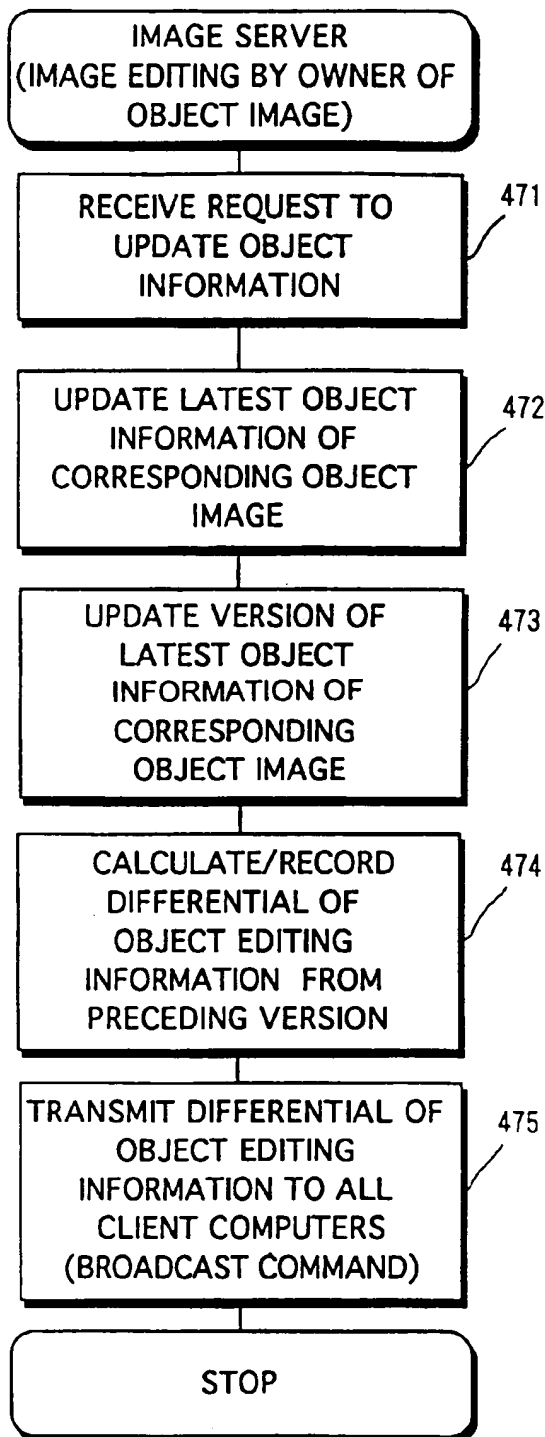 IMAGE SERVER
(IMAGE EDITING BY OWNER OF
OBJECT IMAGE)
RECEIVE REQUEST TO
UPDATE OBJECT
INFORMATION
471
UPDATE LATEST OBJECT
INFORMATION OF
CORRESPONDING OBJECT
IMAGE
472
UPDATE VERSION OF
LATEST OBJECT
INFORMATION OF
CORRESPONDING
OBJECT IMAGE
473
CALCULATE/RECORD
DIFFERENTIAL OF
OBJECT EDITING
INFORMATION FROM
PRECEDING VERSION
474
TRANSMIT DIFFERENTIAL OF
OBJECT EDITING
INFORMATION TO ALL
CLIENT COMPUTERS
(BROADCAST COMMAND)
475
STOP